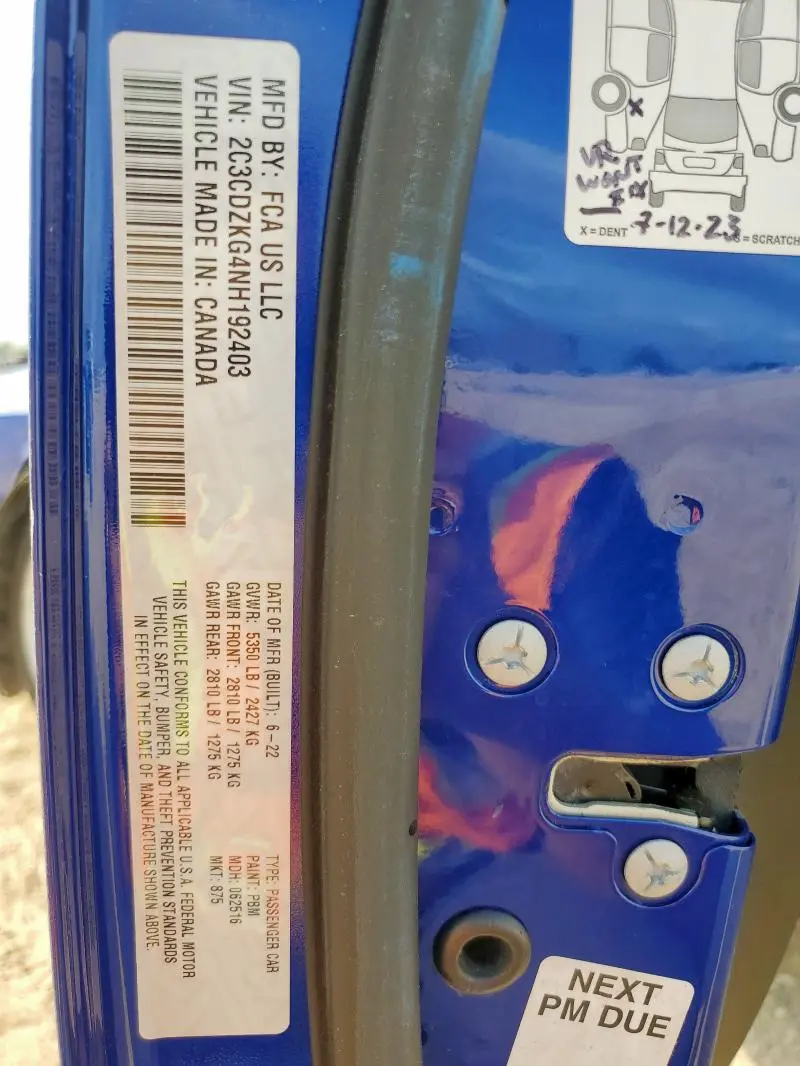 MFD BY: FCA US LLC
VIN: 2C3CDZKG4NH192403
VEHICLE MADE IN: CANADA
DATE OF MFR (BUILT): 6-22
GVWR: 5350 LB / 2427 KG
GAWR FRONT: 2810 LB / 1275 KG
GAWR REAR: 2810 LB / 1275 KG
TYPE: PASSENGER CAR
PAINT: PBM
MDH: 062516
MKT: 875
THIS VEHICLE CONFORMS TO ALL APPLICABLE U.S.A. FEDERAL MOTOR
VEHICLE SAFETY, BUMPER, AND THEFT PREVENTION STANDARDS
IN EFFECT ON THE DATE OF MANUFACTURE SHOWN ABOVE.
X
7-12-23
X = DENT
= SCRATCH
NEXT
PM DUE